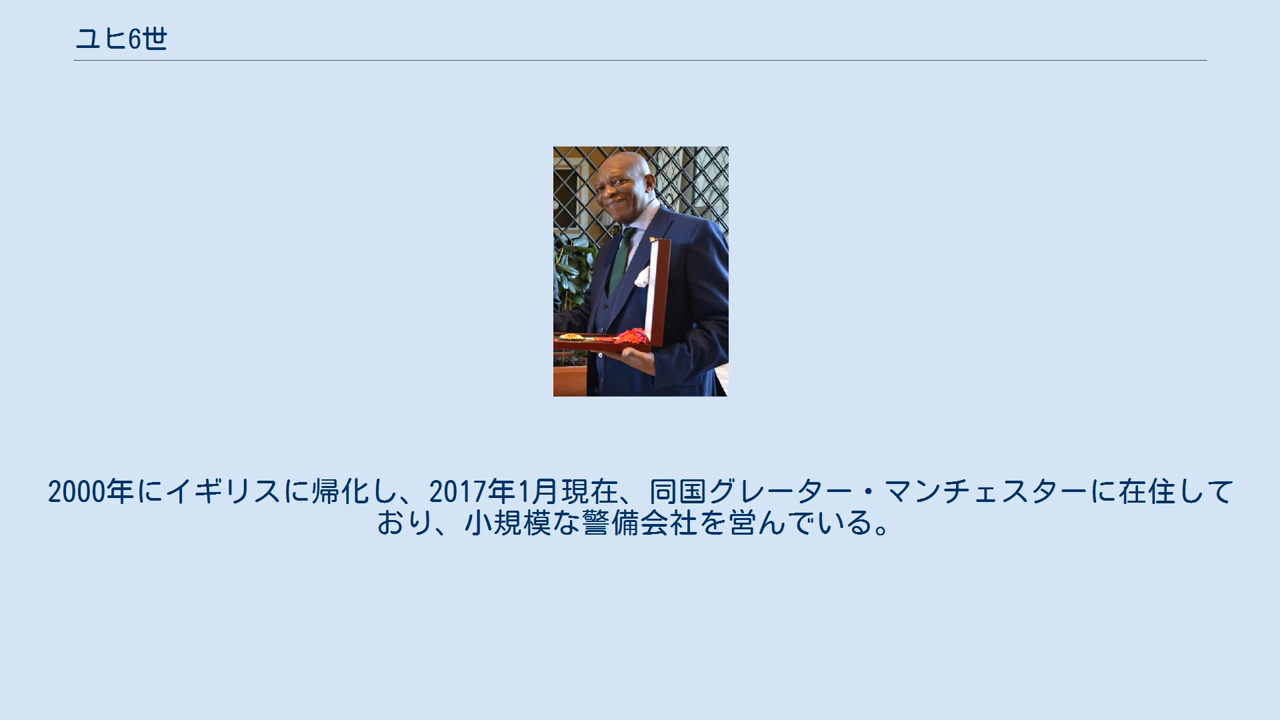 ユヒ6世
2000年にイギリスに帰化し、2017年1月現在、同国グレーター・マンチェスターに在住して
おり、小規模な警備会社を営んでいる。